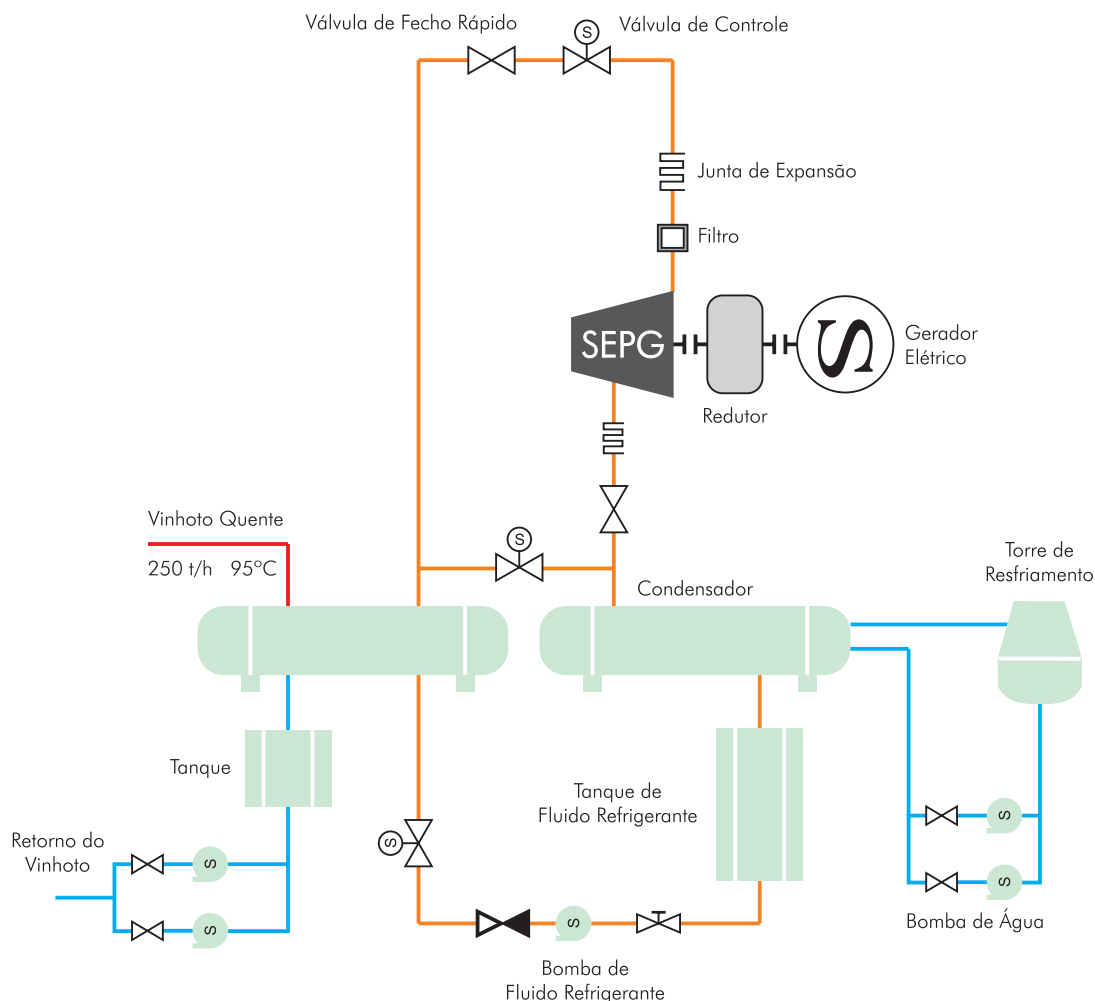 Válvula de Fecho Rápido
S
Válvula de Controle
Junta de Expansão
Filtro
SEPG
S
Gerador
Elétrico
Redutor
Vinhoto Quente
250 t/h 95ºC
S
Condensador
Torre de
Resfriamento
Tanque
Tanque de
Fluido Refrigerante
S
S
Retorno do
Vinhoto
S
S
S
Bomba de Água
S
Bomba de
Fluido Refrigerante